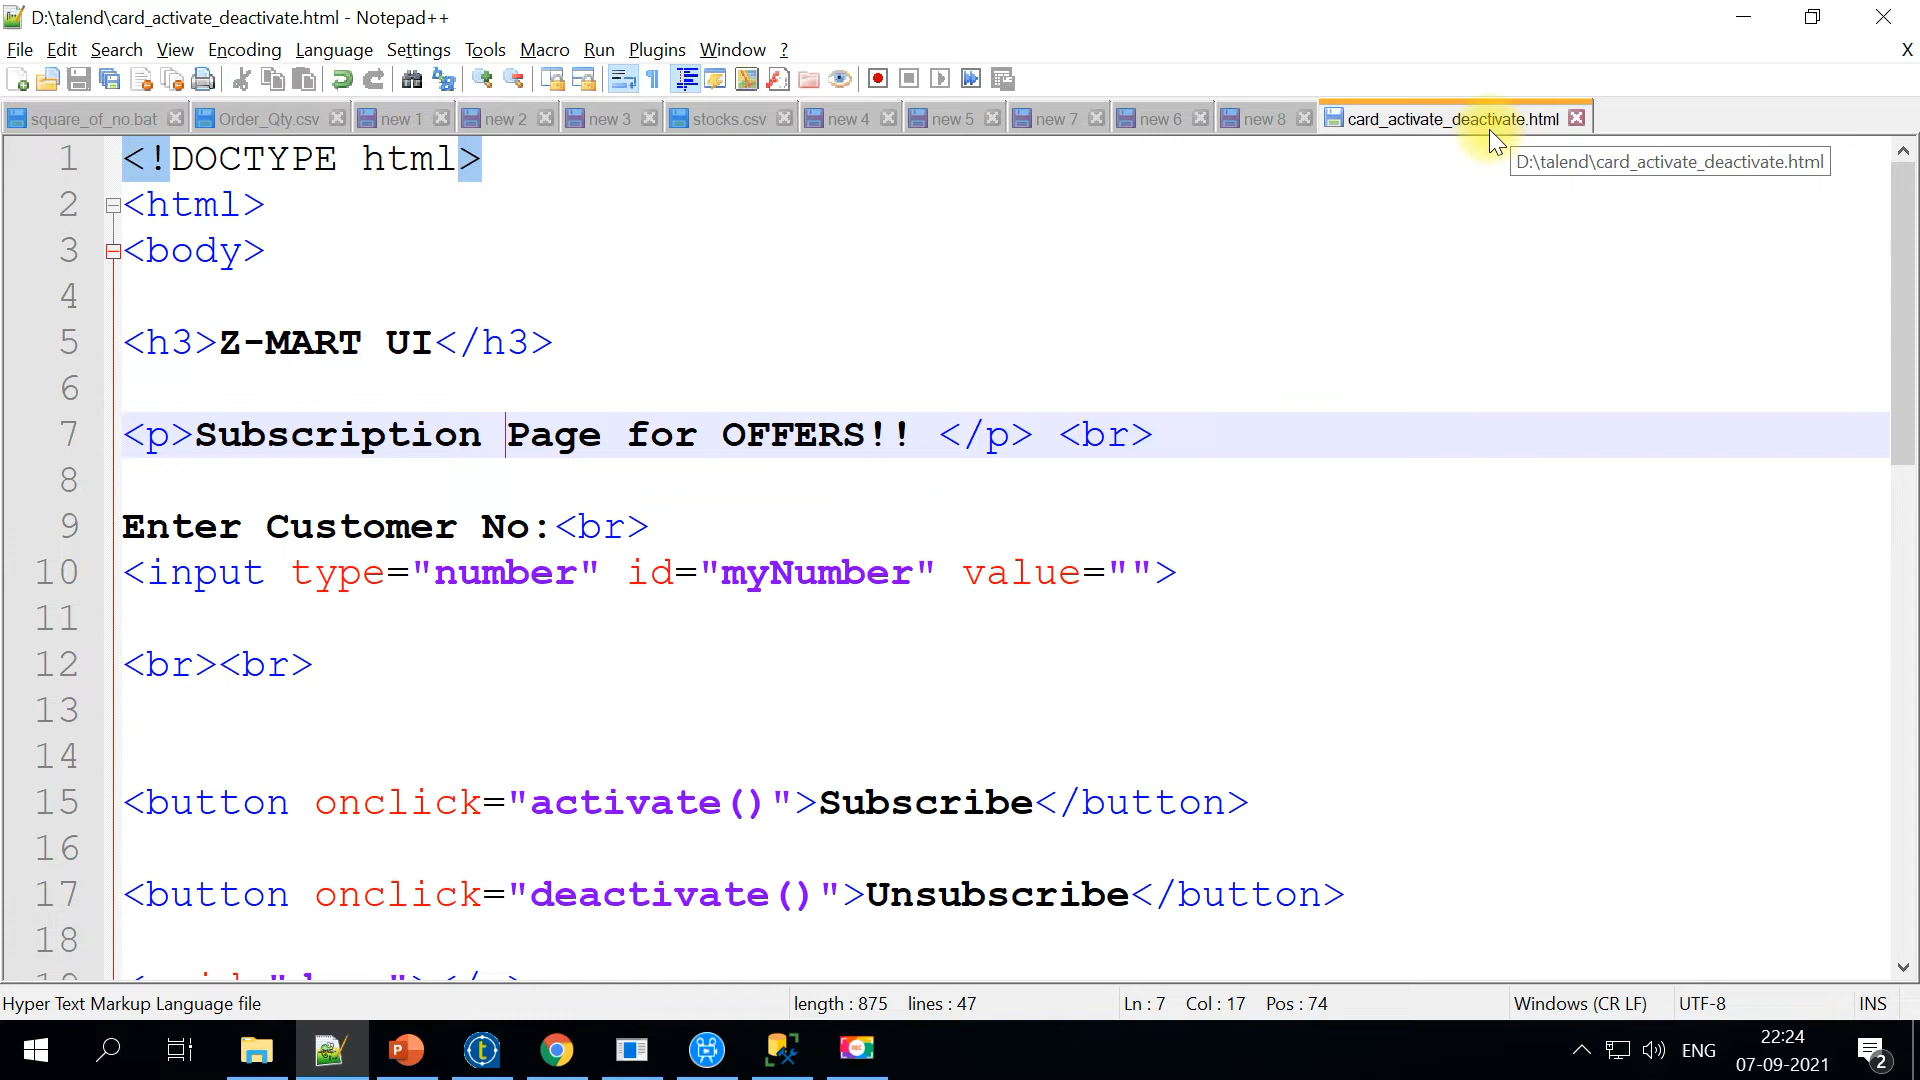 D:\talend\card_activate_deactivate.html - Notepad++
File Edit Search View Encoding Language Settings Tools Macro Run Plugins Window ? X
square_of_no.bat Order_Qty.csv new 1 new 2 new 3 stocks.csv new 4 new 5 new 7 new 6 new 8 card_activate_deactivate.html
D:\talend\card_activate_deactivate.html
1 <!DOCTYPE html>
2 <html>
3 <body>
4
5 <h3>Z-MART UI</h3>
6
7 <p>Subscription Page for OFFERS!! </p> <br>
8
9 Enter Customer No:<br>
10 <input type="number" id="myNumber" value="">
11
12 <br><br>
13
14
15 <button onclick="activate()">Subscribe</button>
16
17 <button onclick="deactivate()">Unsubscribe</button>
18
Hyper Text Markup Language file length : 875 lines : 47 Ln : 7 Col : 17 Pos : 74 Windows (CR LF) UTF-8 INS
ENG 22:24
07-09-2021 2